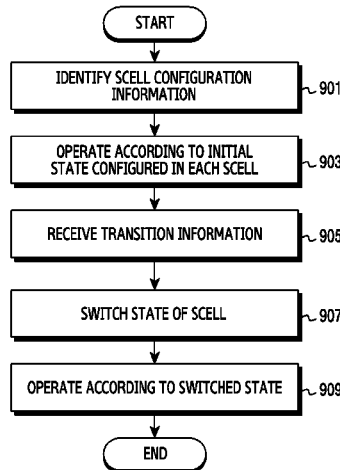 START
IDENTIFY SCELL CONFIGURATION
INFORMATION
901
OPERATE ACCORDING TO INITIAL
STATE CONFIGURED IN EACH SCELL
903
RECEIVE TRANSITION INFORMATION
905
SWITCH STATE OF SCELL
907
OPERATE ACCORDING TO SWITCHED STATE
909
END